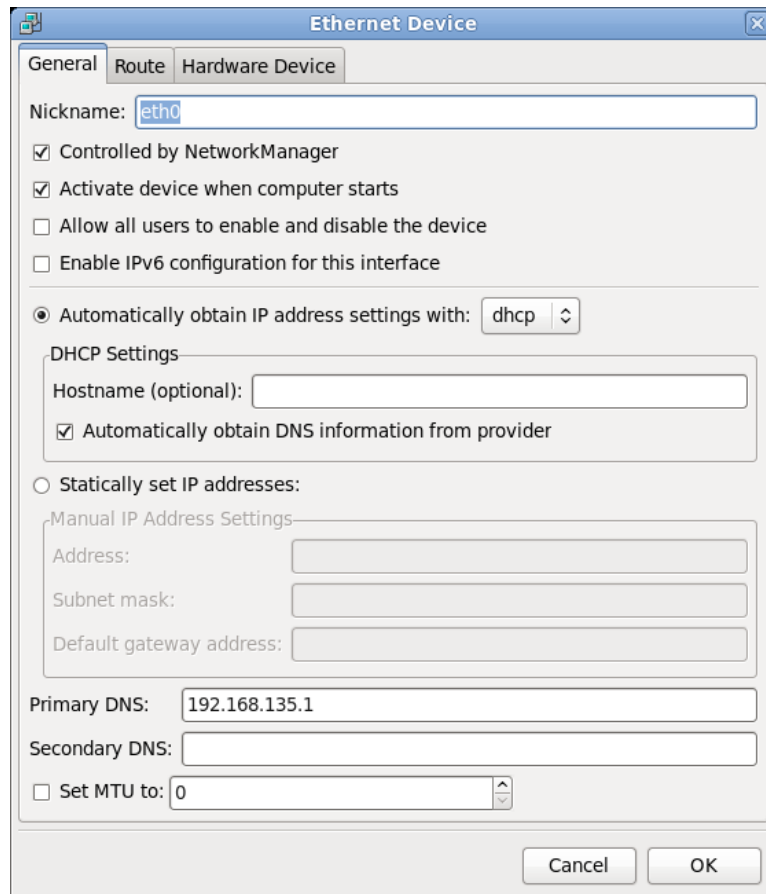 Ethernet Device
General Route Hardware Device
Nickname: eth0
Controlled by NetworkManager
Activate device when computer starts
Allow all users to enable and disable the device
Enable IPv6 configuration for this interface
Automatically obtain IP address settings with: dhcp
DHCP Settings
Hostname (optional):
Automatically obtain DNS information from provider
Statically set IP addresses:
Manual IP Address Settings
Address:
Subnet mask:
Default gateway address:
Primary DNS: 192.168.135.1
Secondary DNS:
Set MTU to: 0
Cancel OK